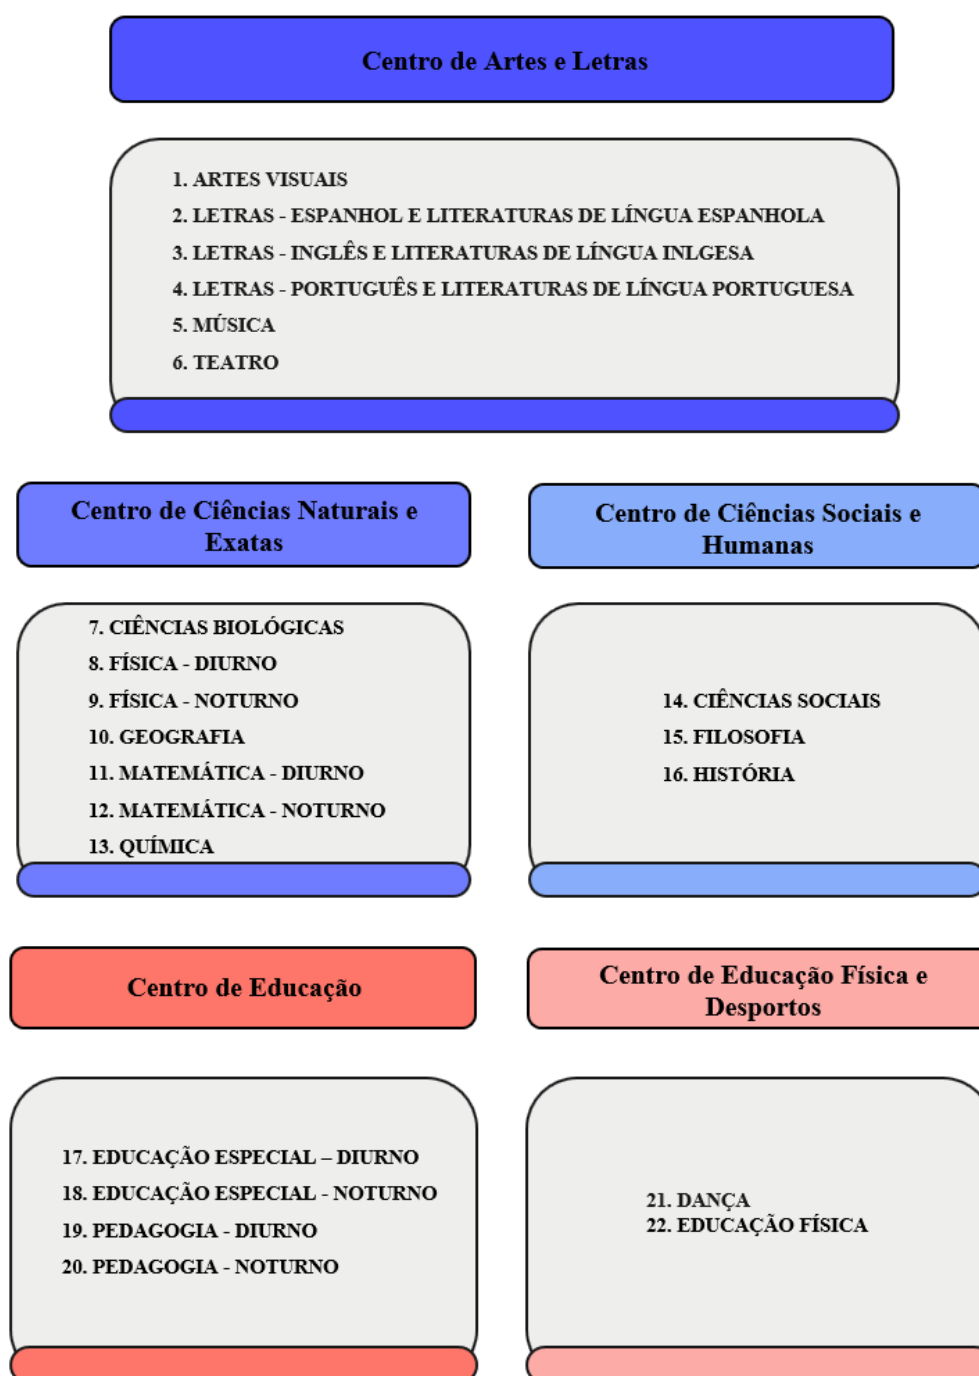 Centro de Artes e Letras
1. ARTES VISUAIS
2. LETRAS - ESPANHOL E LITERATURAS DE LÍNGUA ESPANHOLA
3. LETRAS - INGLÊS E LITERATURAS DE LÍNGUA INLGESA
4. LETRAS - PORTUGUÊS E LITERATURAS DE LÍNGUA PORTUGUESA
5. MÚSICA
6. TEATRO
Centro de Ciências Naturais e
Exatas
7. CIÊNCIAS BIOLÓGICAS
8. FÍSICA - DIURNO
9. FÍSICA - NOTURNO
10. GEOGRAFIA
11. MATEMÁTICA - DIURNO
12. MATEMÁTICA - NOTURNO
13. QUÍMICA
Centro de Ciências Sociais e
Humanas
14. CIÊNCIAS SOCIAIS
15. FILOSOFIA
16. HISTÓRIA
Centro de Educação
17. EDUCAÇÃO ESPECIAL – DIURNO
18. EDUCAÇÃO ESPECIAL - NOTURNO
19. PEDAGOGIA - DIURNO
20. PEDAGOGIA - NOTURNO
Centro de Educação Física e
Desportos
21. DANÇA
22. EDUCAÇÃO FÍSICA